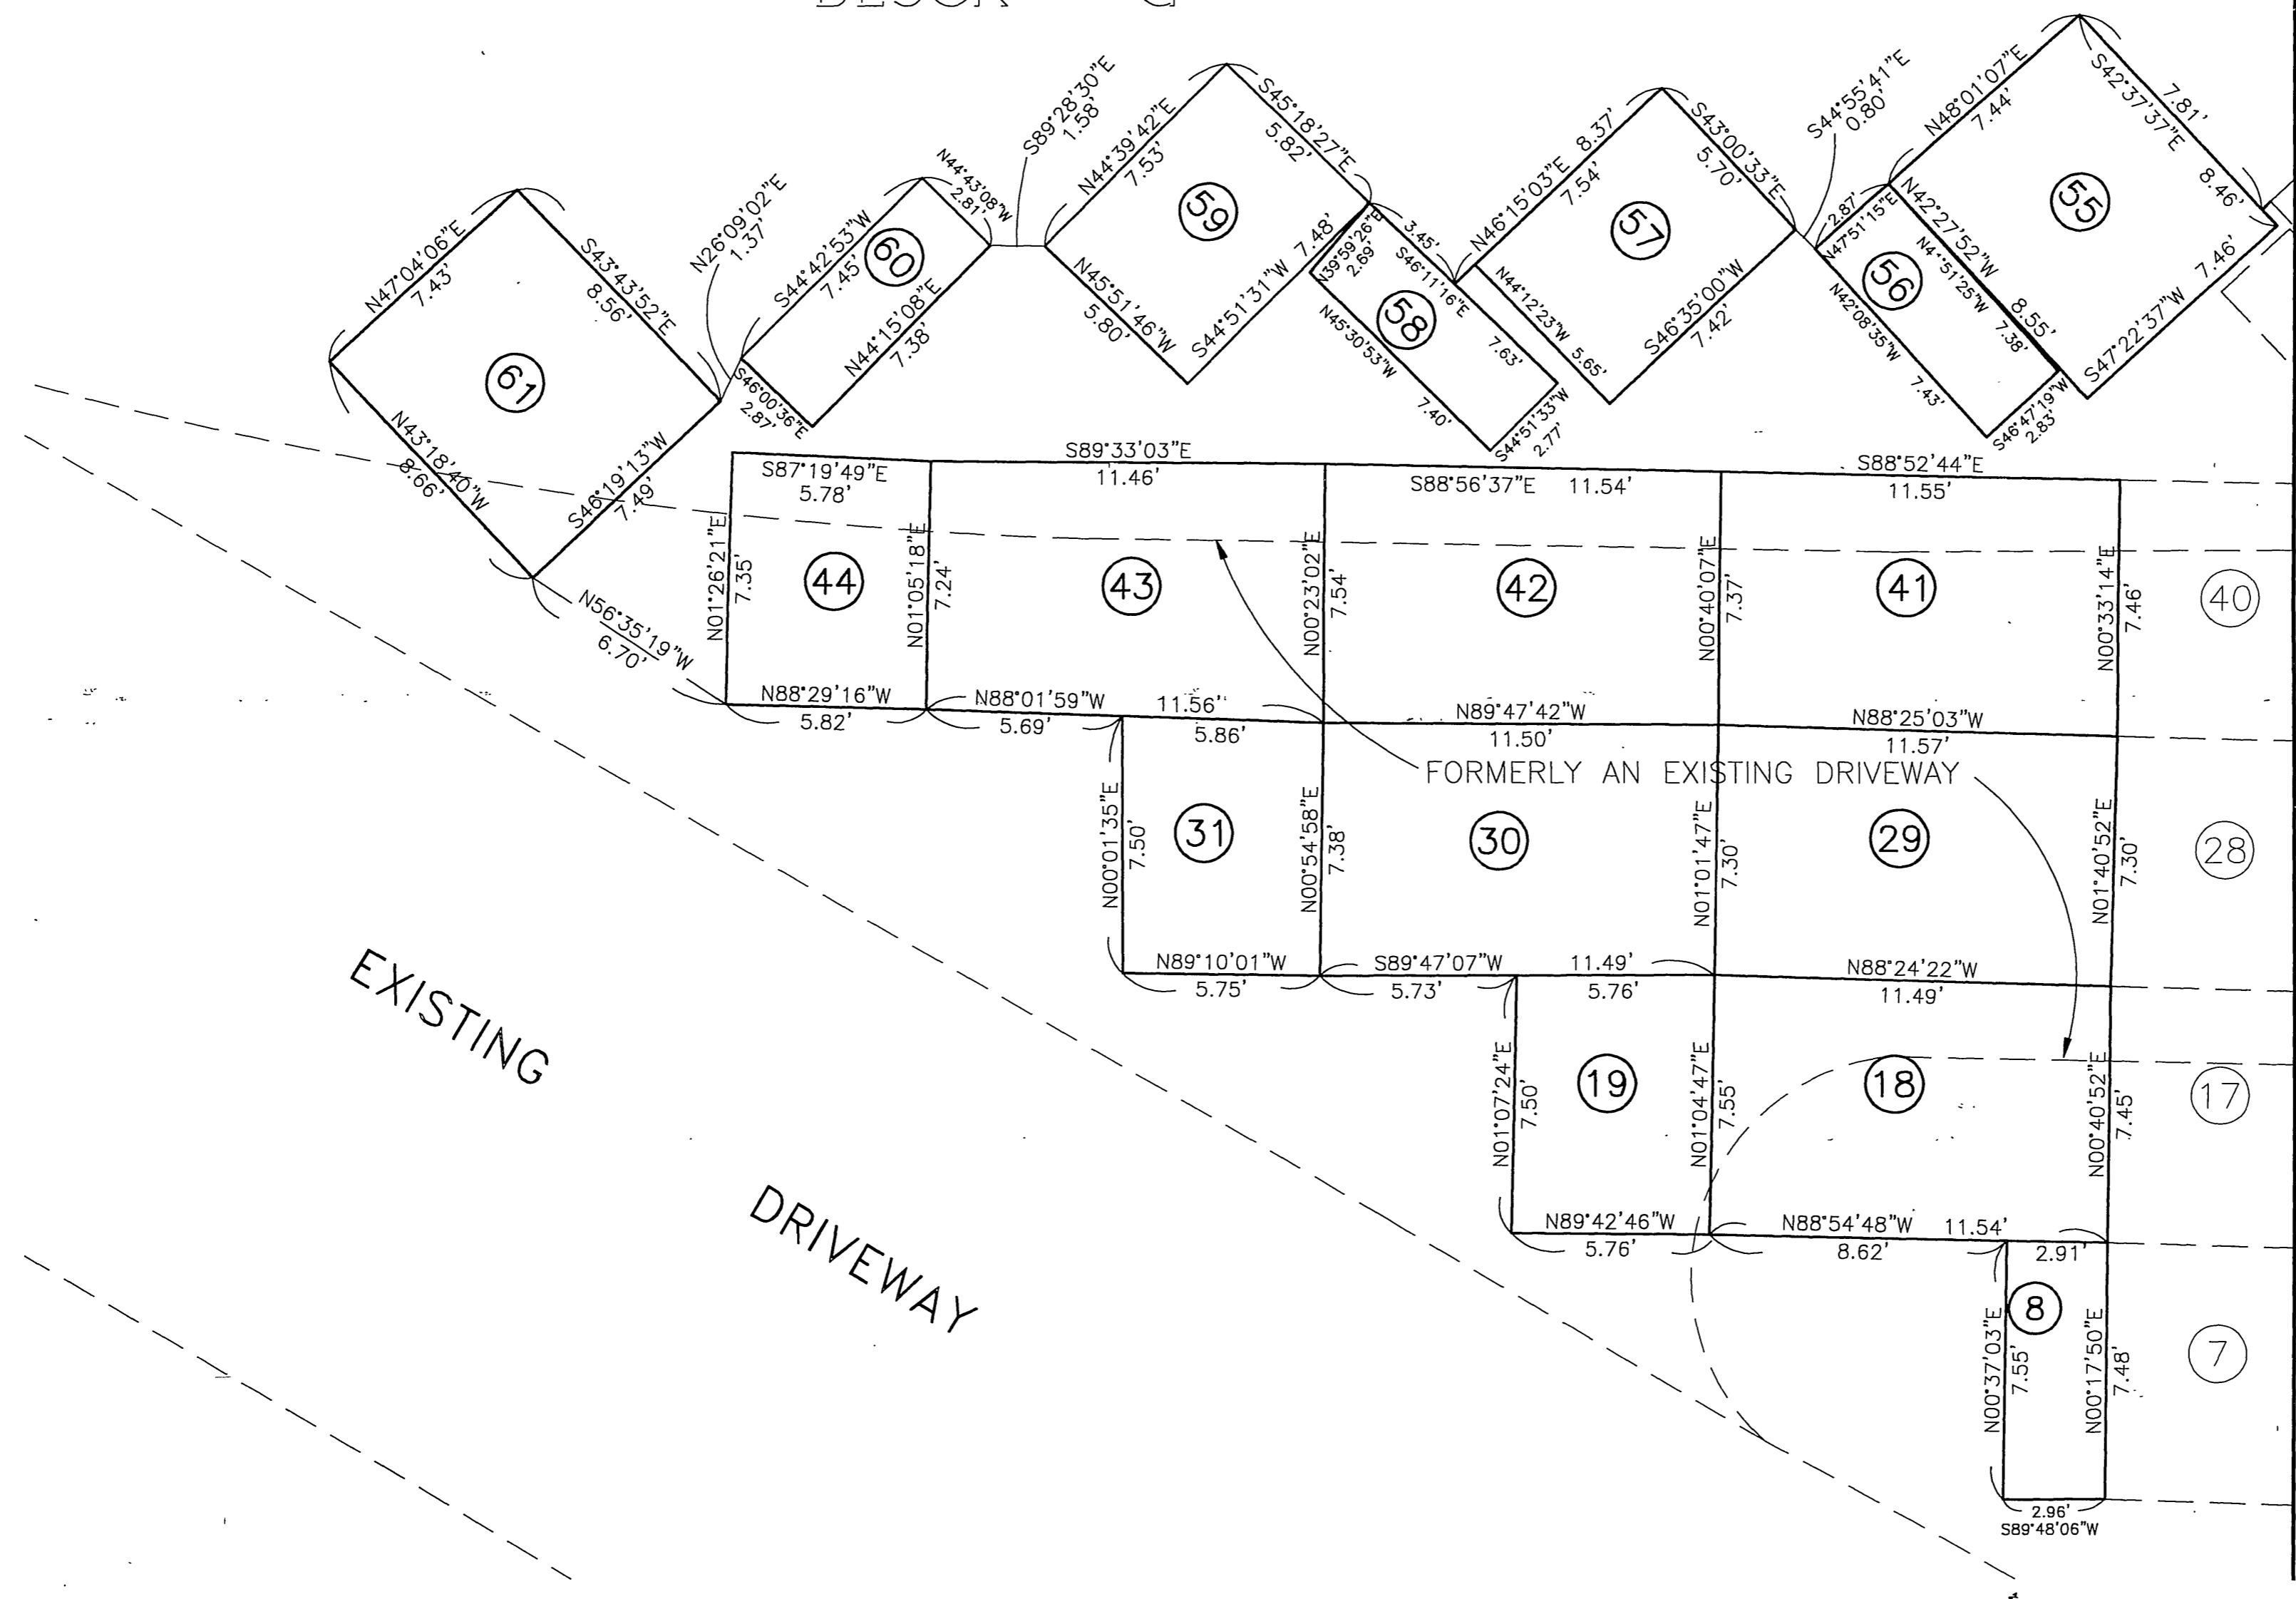 N47°04'06"E
7.43'
S43°43'52"E
8.56'
61
N43°18'40"W
8.66'
S46°19'13"W
7.49'
N26°09'02"E
1.37'
S44°42'53"W
7.45'
60
N44°43'08"W
2.81'
N44°15'08"E
7.38'
S46°00'36"E
2.87'
S89°28'30"E
1.58'
N44°39'42"E
7.53'
S45°18'27"E
5.82'
59
N45°51'46"W
5.80'
S44°51'31"W 7.48'
N39°59'26"E
2.69'
3.45'
S46°11'16"E
7.63'
58
N45°30'53"W
7.40'
S44°51'33"W
2.77'
N46°15'03"E 8.37'
7.54'
S43°00'33"E
5.70'
57
N44°12'23"W 5.65'
S46°35'00"W
7.42'
S44°55'41"E
0.80'
2.87'
N47°51'15"E
56
7.38'
N42°08'35"W 7.43'
S46°47'19"W
2.83'
N48°01'07"E
7.44'
7.81'
S42°37'37"E 8.46'
55
N42°27'52"W 8.55'
S47°22'37"W 7.46'
S87°19'49"E
5.78'
S89°33'03"E
11.46'
S88°56'37"E 11.54'
S88°52'44"E
11.55'
N01°26'21"E
7.35'
44
N01°05'18"E
7.24'
43
N00°23'02"E
7.54'
42
N00°40'07"E
7.37'
41
N00°33'14"E
7.46'
40
N56°35'19"W
6.70'
N88°29'16"W
5.82'
N88°01'59"W 11.56'
5.69'
5.86'
N89°47'42"W
11.50'
N88°25'03"W
11.57'
FORMERLY AN EXISTING DRIVEWAY
N00°01'35"E
7.50'
31
N00°54'58"E
7.38'
30
N01°01'47"E
7.30'
29
N01°40'52"E
7.30'
28
N89°10'01"W
5.75'
S89°47'07"W 11.49'
5.73'
5.76'
N88°24'22"W
11.49'
EXISTING
DRIVEWAY
N01°07'24"E
7.50'
19
N01°04'47"E
7.55'
18
N00°40'52"E
7.45'
17
N89°42'46"W
5.76'
N88°54'48"W 11.54'
8.62'
2.91'
N00°37'03"E
7.55'
8
N00°17'50"E
7.48'
7
2.96'
S89°48'06"W